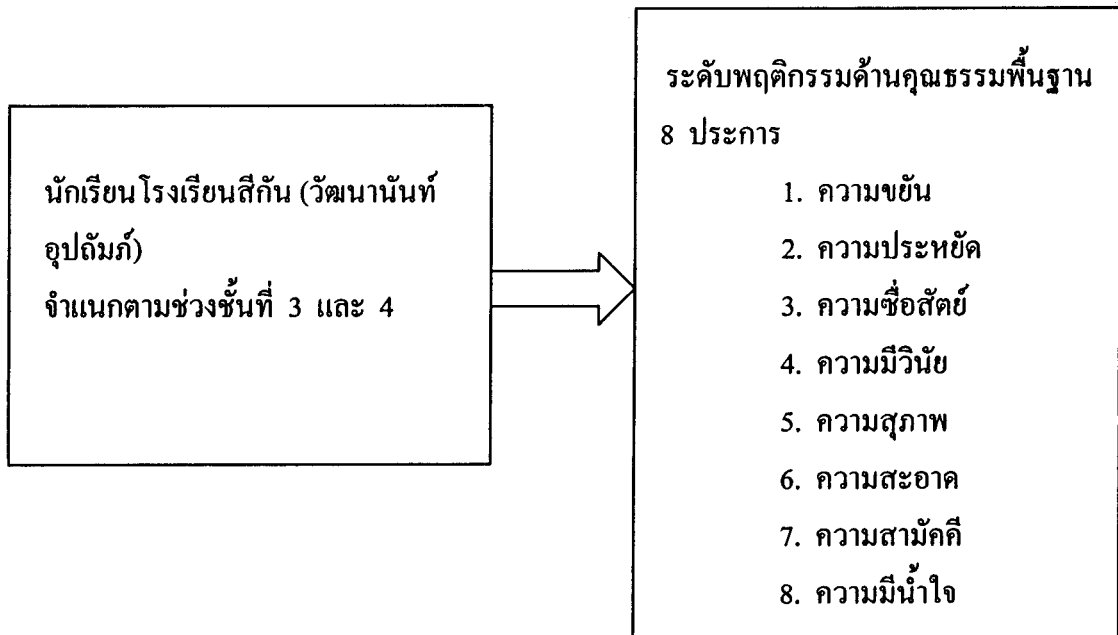 นักเรียนโรงเรียนสีกัน (วัฒนานันท์
อุปถัมภ์)
จำแนกตามช่วงชั้นที่ 3 และ 4
ระดับพฤติกรรมด้านคุณธรรมพื้นฐาน
8 ประการ
1. ความขยัน
2. ความประหยัด
3. ความซื่อสัตย์
4. ความมีวินัย
5. ความสุภาพ
6. ความสะอาด
7. ความสามัคคี
8. ความมีน้ำใจ